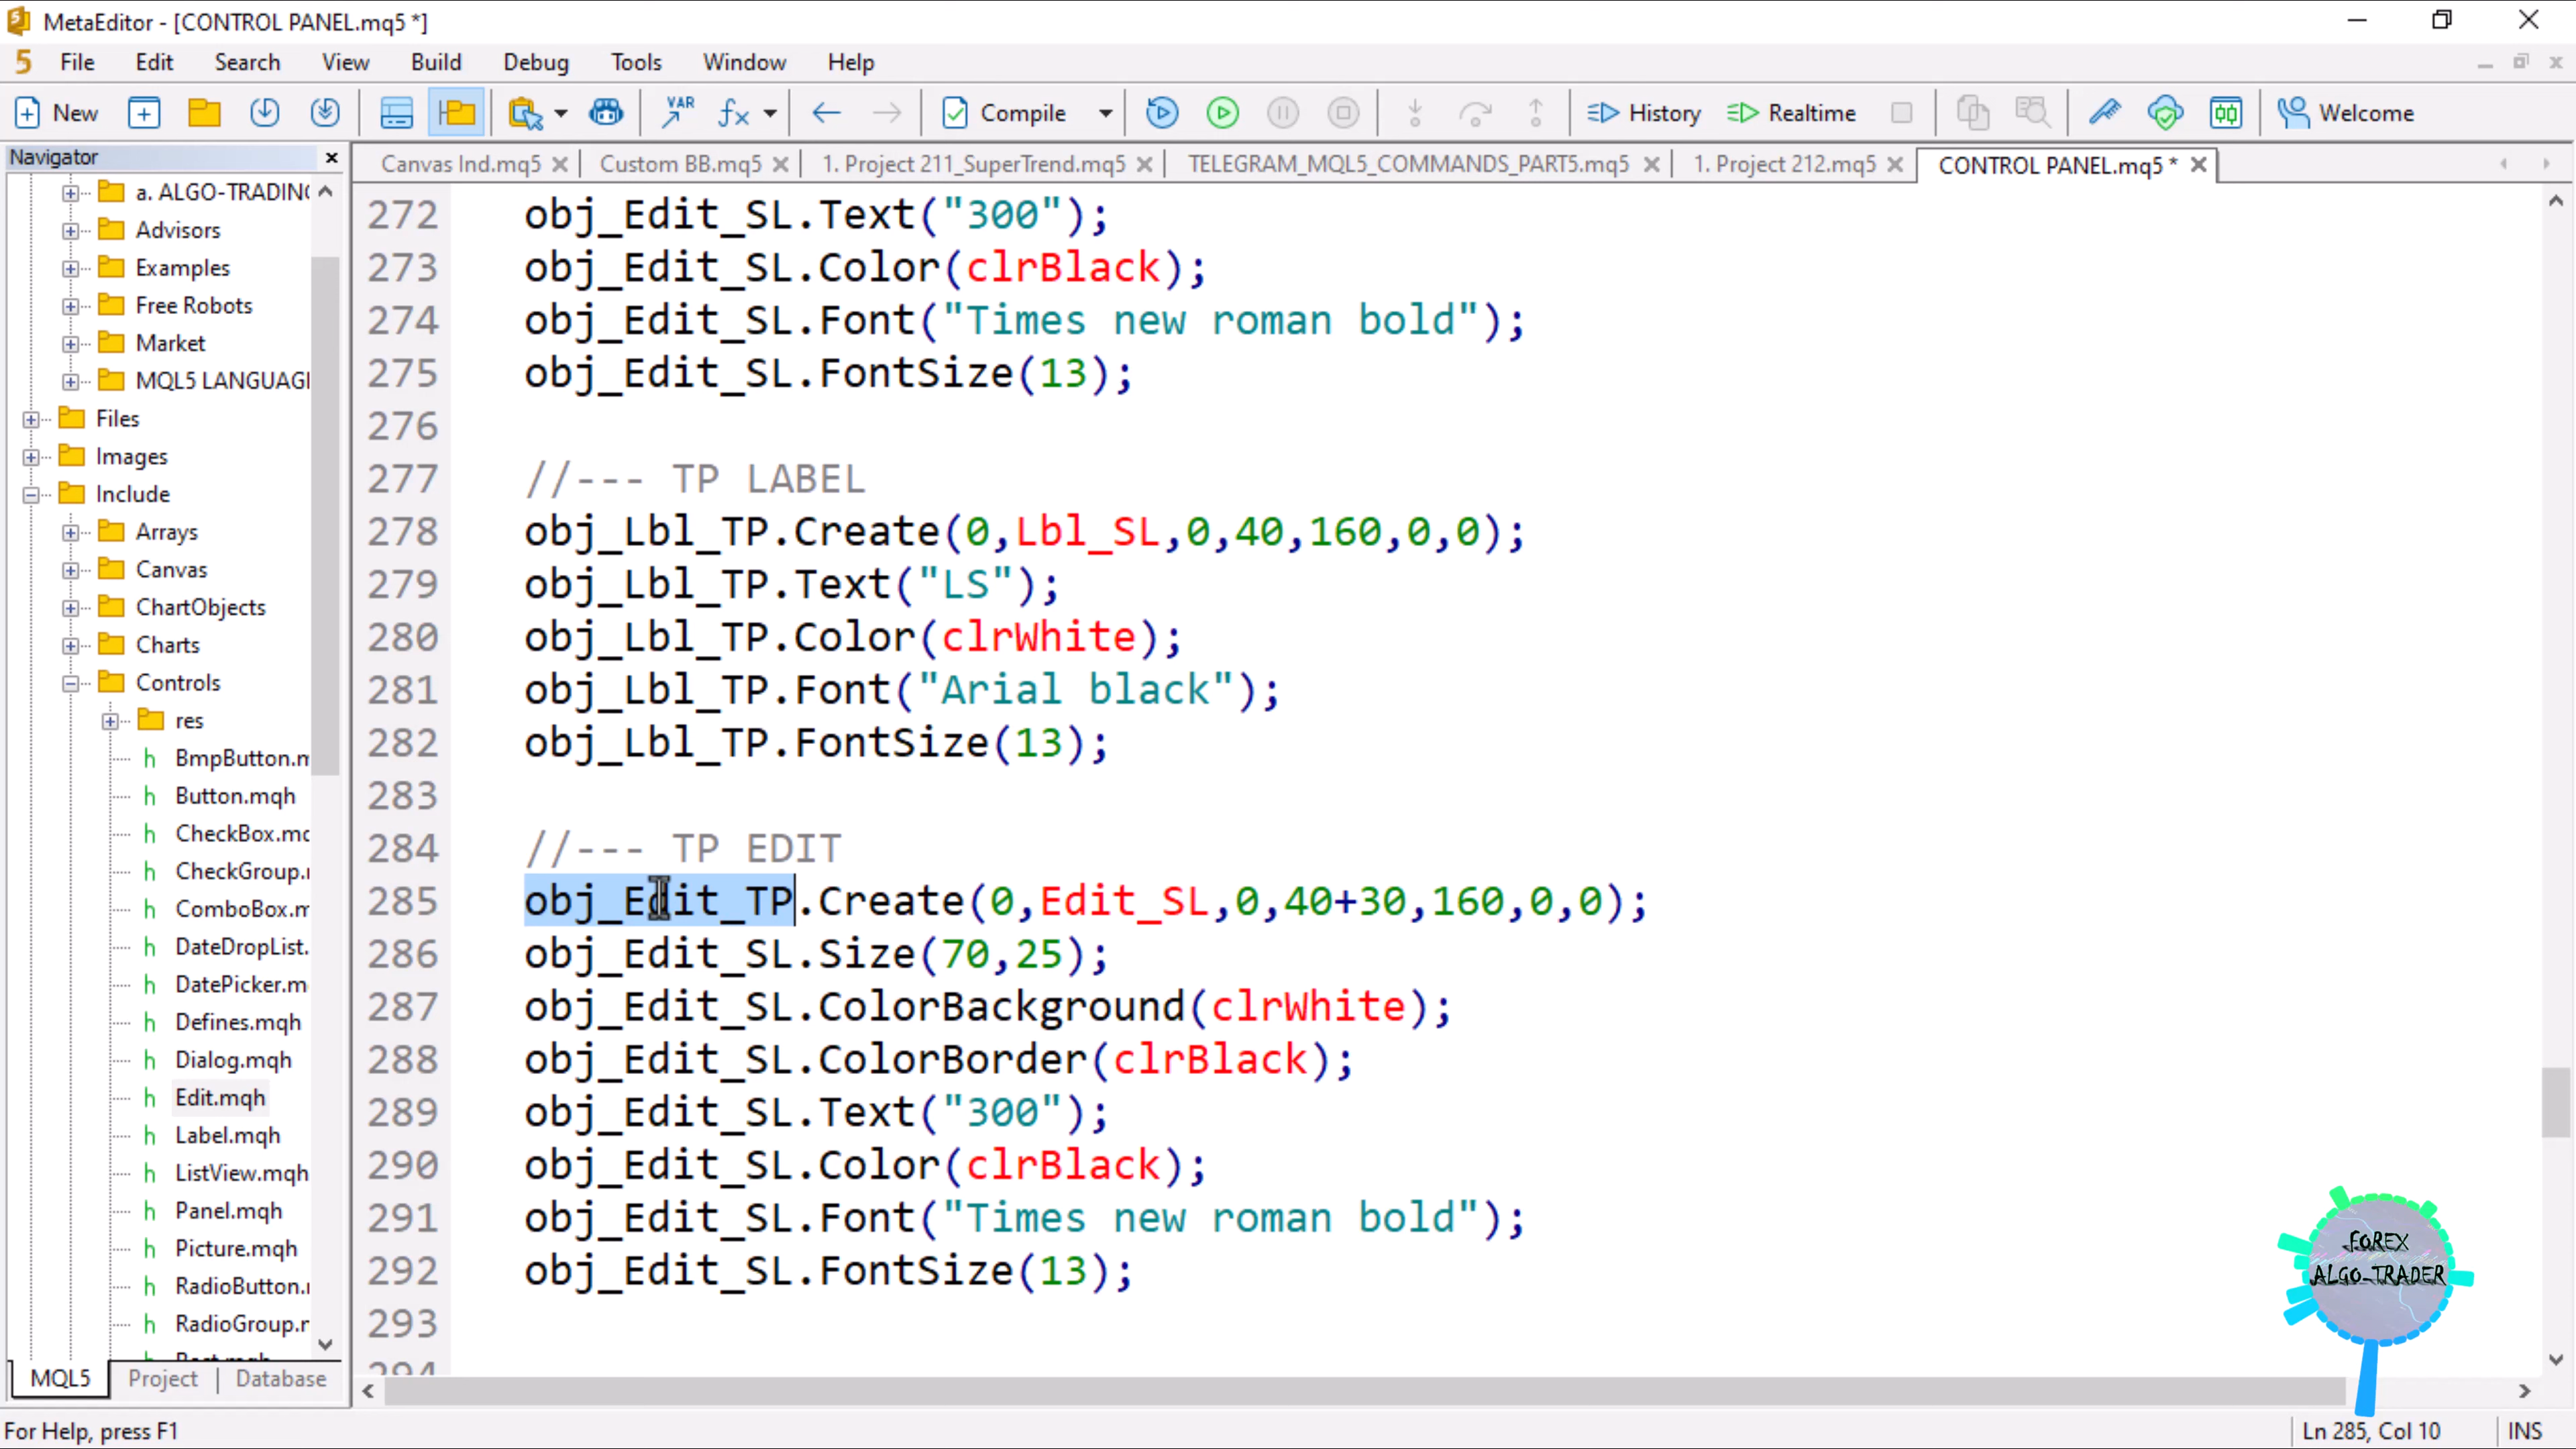 MetaEditor - [CONTROL PANEL.mq5 *]
File Edit Search View Build Debug Tools Window Help
New VAR fx Compile History Realtime Welcome
Navigator
Canvas Ind.mq5 Custom BB.mq5 1. Project 211_SuperTrend.mq5 TELEGRAM_MQL5_COMMANDS_PART5.mq5 1. Project 212.mq5 CONTROL PANEL.mq5 *
a. ALGO-TRADING
Advisors
Examples
Free Robots
Market
MQL5 LANGUAGI
Files
Images
Include
Arrays
Canvas
ChartObjects
Charts
Controls
res
BmpButton.m
Button.mqh
CheckBox.mq
CheckGroup.
ComboBox.m
DateDropList.
DatePicker.m
Defines.mqh
Dialog.mqh
Edit.mqh
Label.mqh
ListView.mqh
Panel.mqh
Picture.mqh
RadioButton.
RadioGroup.
Rect.mqh
MQL5 Project Database
272 obj_Edit_SL.Text("300");
273 obj_Edit_SL.Color(clrBlack);
274 obj_Edit_SL.Font("Times new roman bold");
275 obj_Edit_SL.FontSize(13);
276
277 //--- TP LABEL
278 obj_Lbl_TP.Create(0,Lbl_SL,0,40,160,0,0);
279 obj_Lbl_TP.Text("LS");
280 obj_Lbl_TP.Color(clrWhite);
281 obj_Lbl_TP.Font("Arial black");
282 obj_Lbl_TP.FontSize(13);
283
284 //--- TP EDIT
285 obj_Edit_TP.Create(0,Edit_SL,0,40+30,160,0,0);
286 obj_Edit_SL.Size(70,25);
287 obj_Edit_SL.ColorBackground(clrWhite);
288 obj_Edit_SL.ColorBorder(clrBlack);
289 obj_Edit_SL.Text("300");
290 obj_Edit_SL.Color(clrBlack);
291 obj_Edit_SL.Font("Times new roman bold");
292 obj_Edit_SL.FontSize(13);
293
294
FOREX
ALGO-TRADER
For Help, press F1
Ln 285, Col 10 INS